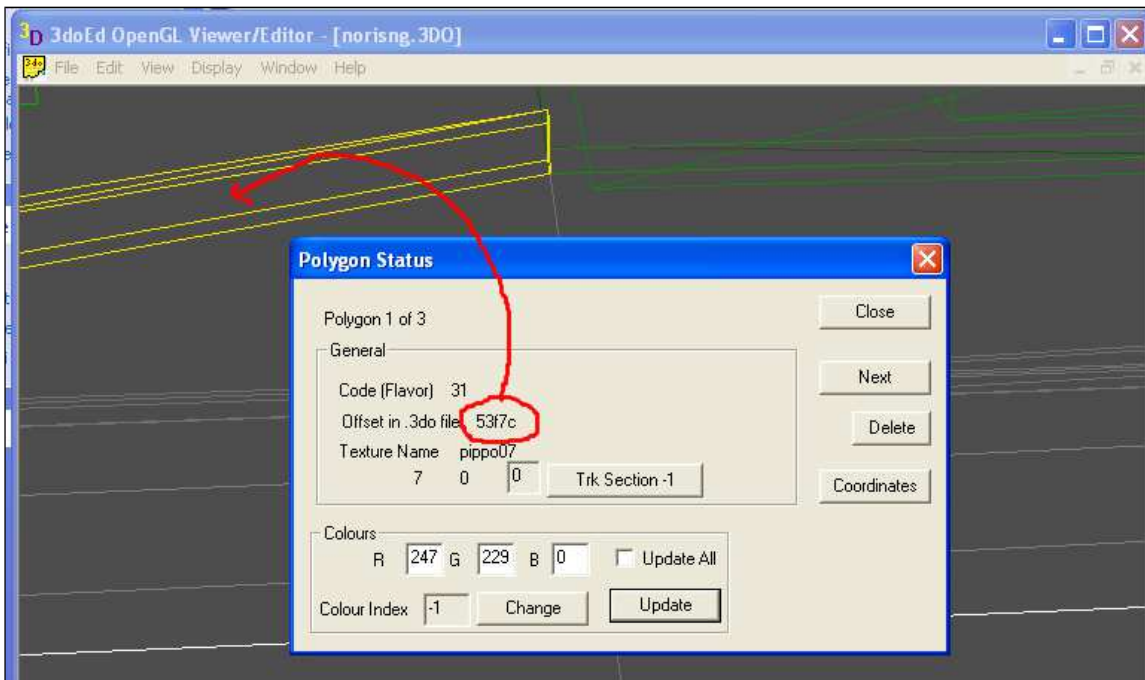 3D 3doEd OpenGL Viewer/Editor - [norisng.3DO]
File Edit View Display Window Help
Polygon Status
Polygon 1 of 3
Close
General
Code (Flavor) 31
Next
Offset in .3do file 53f7c
Delete
Texture Name pippo07
7 0 0 Trk Section -1
Coordinates
Colours
R 247 G 229 B 0 Update All
Colour Index -1 Change Update